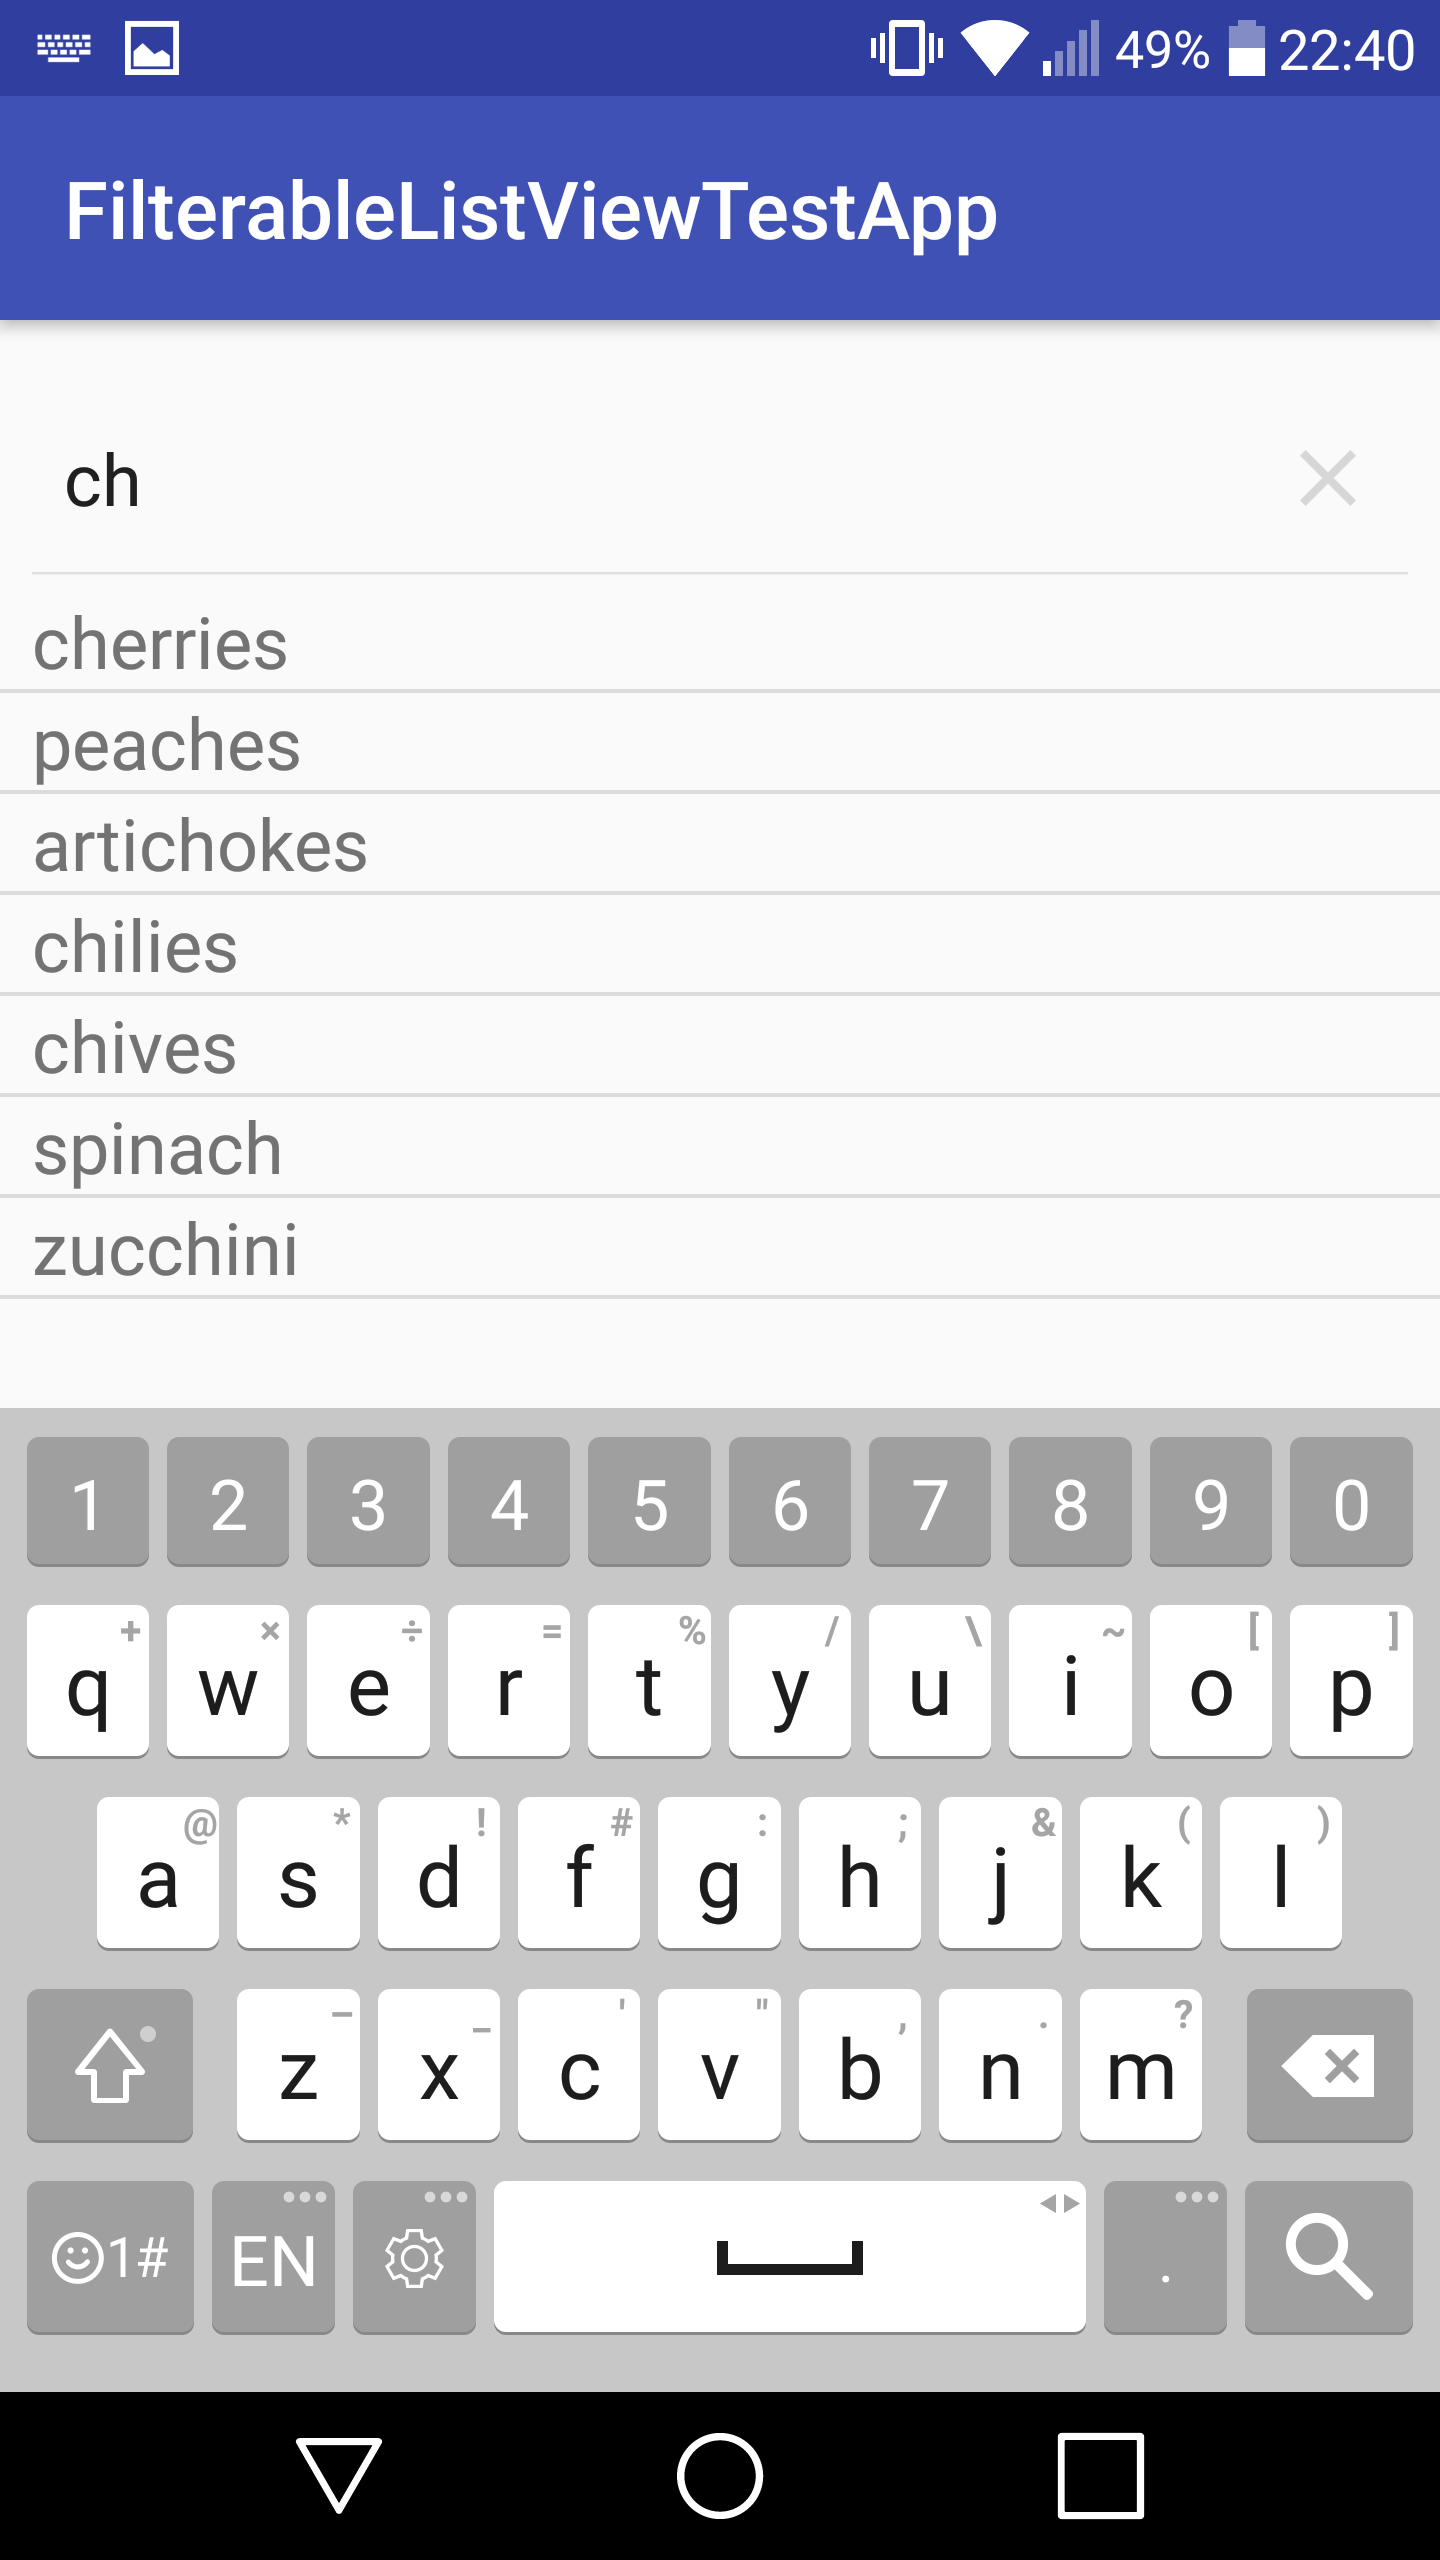 49% 22:40
FilterableListViewTestApp
ch
cherries
peaches
artichokes
chilies
chives
spinach
zucchini
1 2 3 4 5 6 7 8 9 0
+ × ÷ = % / \ ~ [ ]
q w e r t y u i o p
@ * ! # : ; & ( )
a s d f g h j k l
– _ ' " , . ?
z x c v b n m
1# EN .